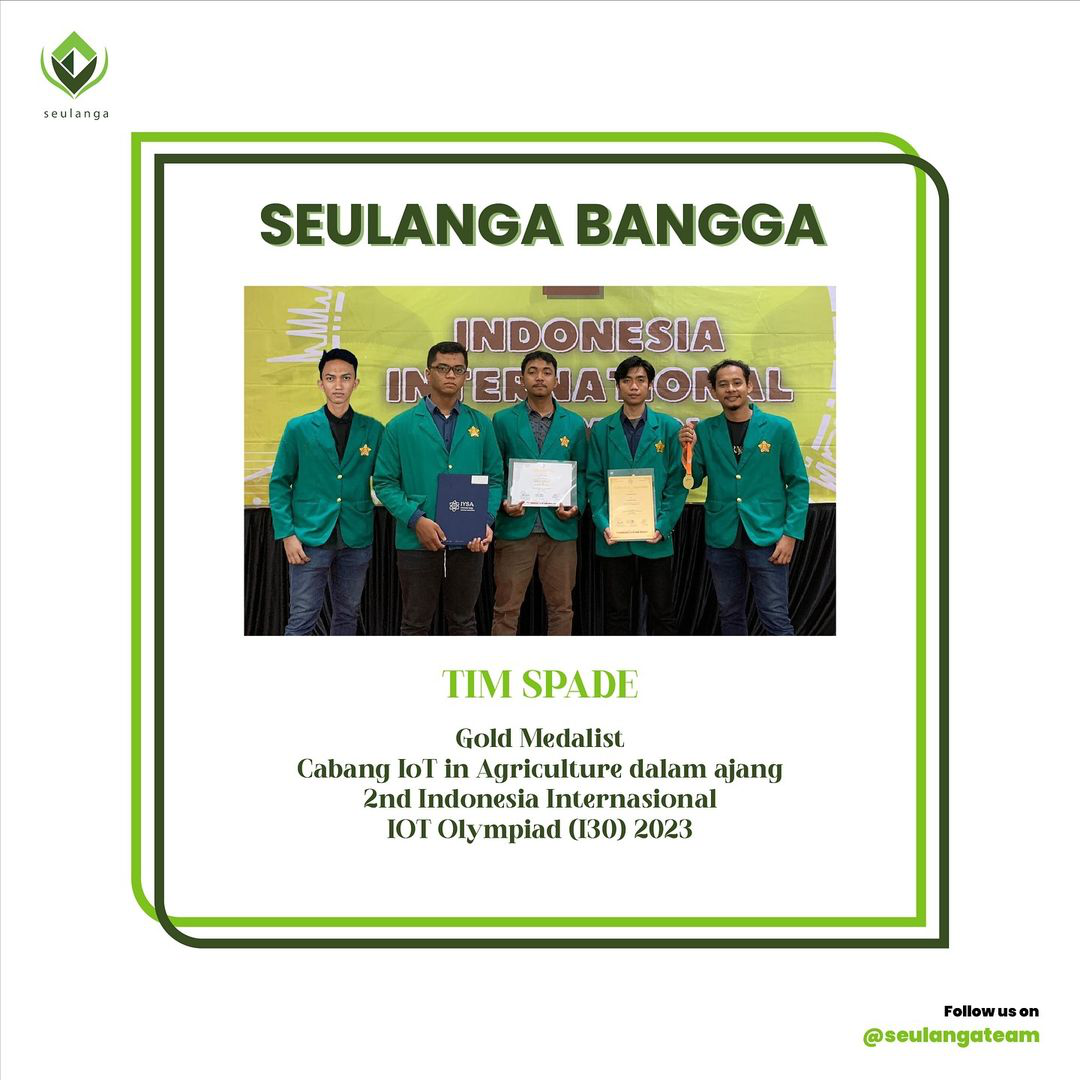 seulanga
SEULANGA BANGGA
INDONESIA
INTERNATIONAL
IYSA
TIM SPADE
Gold Medalist
Cabang IoT in Agriculture dalam ajang
2nd Indonesia Internasional
IOT Olympiad (I30) 2023
Follow us on
@seulangateam